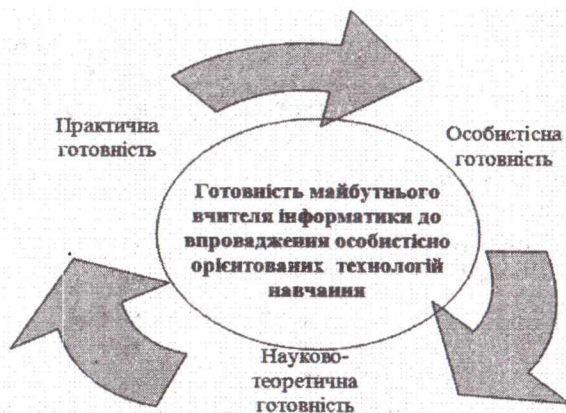 Практична
готовність
Особистісна
готовність
Готовність майбутнього
вчителя інформатики до
впровадження особистісно
орієнтованих технологій
навчання
Науково-
теоретична
готовність